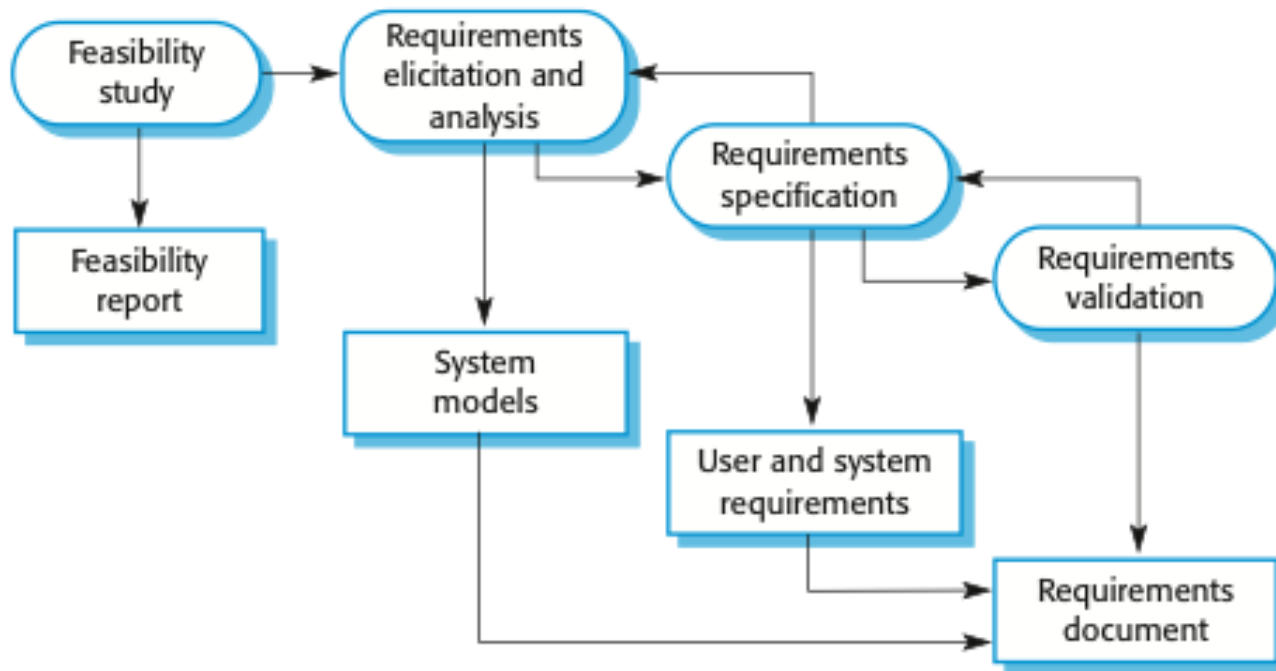 Feasibility
study
Requirements
elicitation and
analysis
Requirements
specification
Requirements
validation
Feasibility
report
System
models
User and system
requirements
Requirements
document